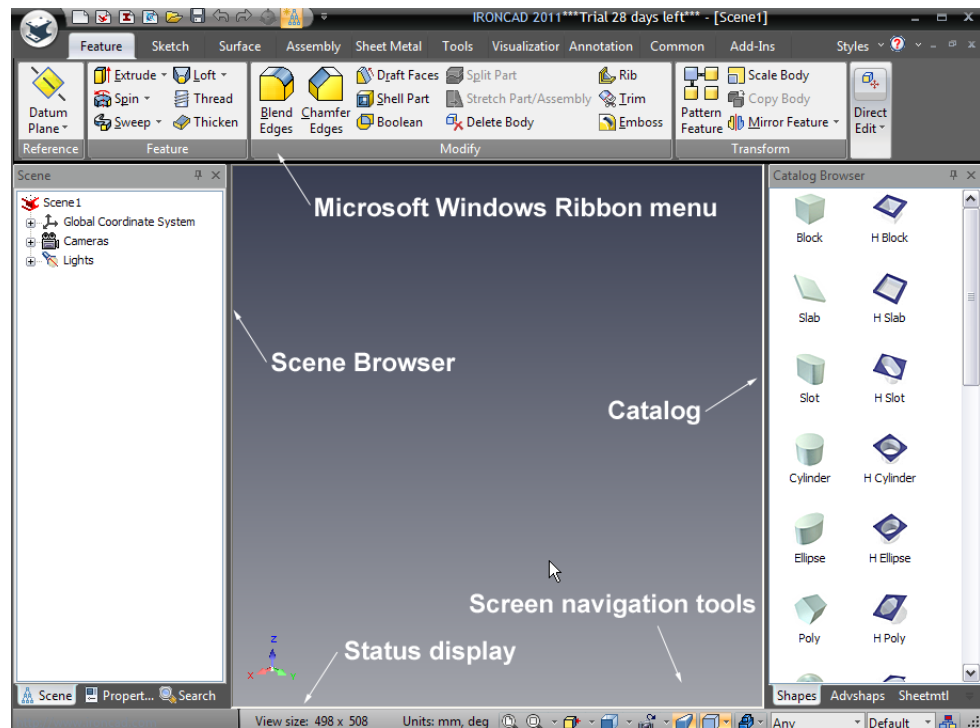 IRONCAD 2011***Trial 28 days left*** - [Scene1]
Feature Sketch Surface Assembly Sheet Metal Tools Visualization Annotation Common Add-Ins Styles
Datum Plane
Extrude Loft
Spin Thread
Sweep Thicken
Blend Edges
Chamfer Edges
Draft Faces Split Part Rib
Shell Part Stretch Part/Assembly Trim
Boolean Delete Body Emboss
Pattern Feature
Scale Body
Copy Body
Mirror Feature
Direct Edit
Reference Feature Modify Transform
Scene
Scene1
Global Coordinate System
Cameras
Lights
Microsoft Windows Ribbon menu
Scene Browser
Catalog
Screen navigation tools
Status display
Z
X Y
Catalog Browser
Block H Block
Slab H Slab
Slot H Slot
Cylinder H Cylinder
Ellipse H Ellipse
Poly H Poly
Scene Propert... Search
Shapes Advshaps Sheetmtl
View size: 498 x 508 Units: mm, deg Any Default